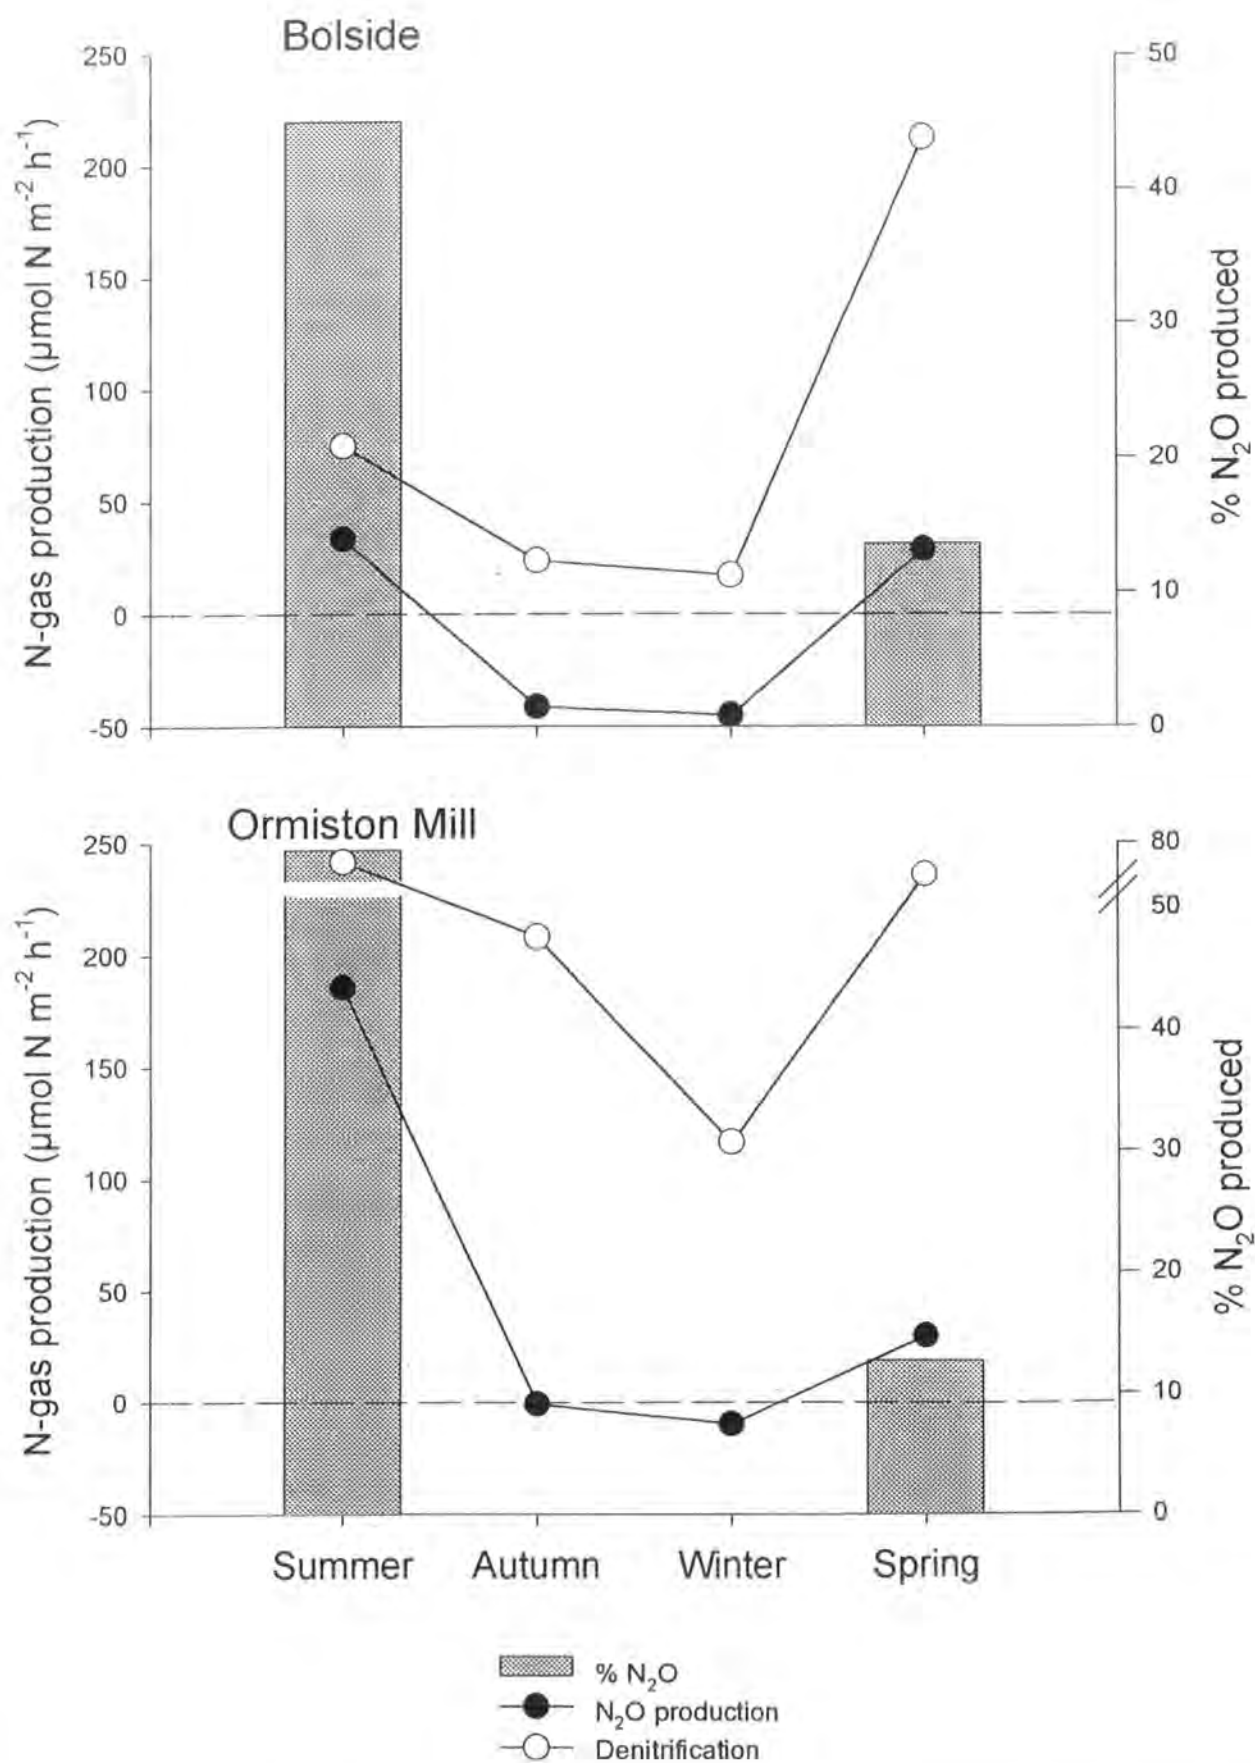 Bolside
N-gas production (µmol N m⁻² h⁻¹)
250
200
150
100
50
0
-50
50
40
30
20
10
0
% N₂O produced
Ormiston Mill
N-gas production (µmol N m⁻² h⁻¹)
250
200
150
100
50
0
-50
80
50
40
30
20
10
0
% N₂O produced
Summer Autumn Winter Spring
% N₂O
N₂O production
Denitrification